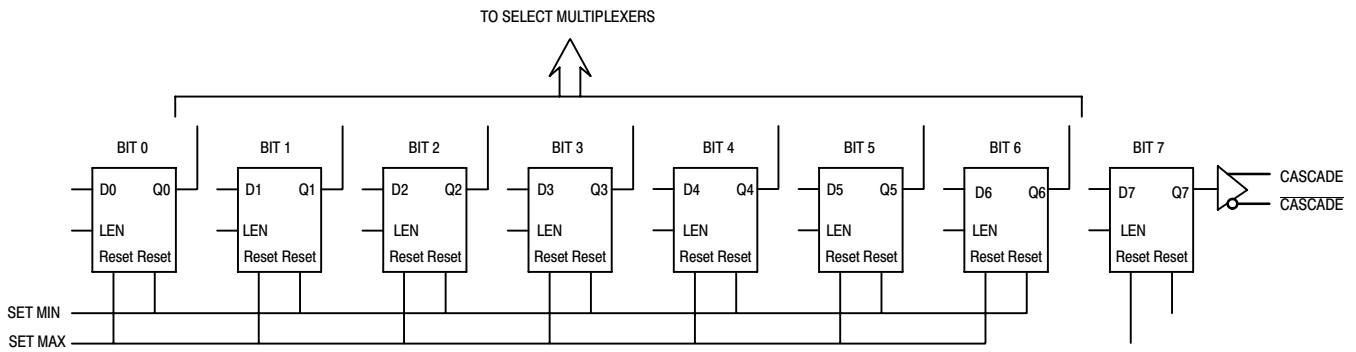 TO SELECT MULTIPLEXERS
BIT 0 BIT 1 BIT 2 BIT 3 BIT 4 BIT 5 BIT 6 BIT 7
D0 Q0 D1 Q1 D2 Q2 D3 Q3 D4 Q4 D5 Q5 D6 Q6 D7 Q7 CASCADE
CASCADE
LEN LEN LEN LEN LEN LEN LEN LEN
Reset Reset Reset Reset Reset Reset Reset Reset Reset Reset Reset Reset Reset Reset Reset Reset
SET MIN
SET MAX